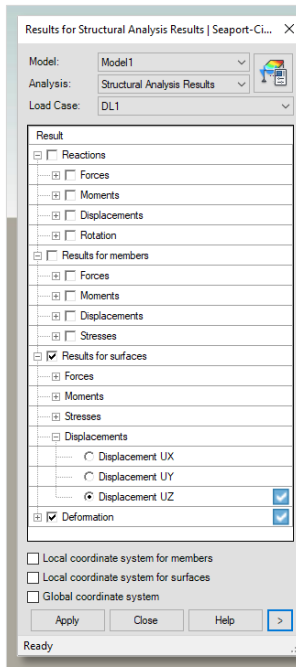 Results for Structural Analysis Results | Seaport-Ci...
Model: Model1
Analysis: Structural Analysis Results
Load Case: DL1
Result
Reactions
Forces
Moments
Displacements
Rotation
Results for members
Forces
Moments
Displacements
Stresses
Results for surfaces
Forces
Moments
Stresses
Displacements
Displacement UX
Displacement UY
Displacement UZ
Deformation
Local coordinate system for members
Local coordinate system for surfaces
Global coordinate system
Apply Close Help >
Ready